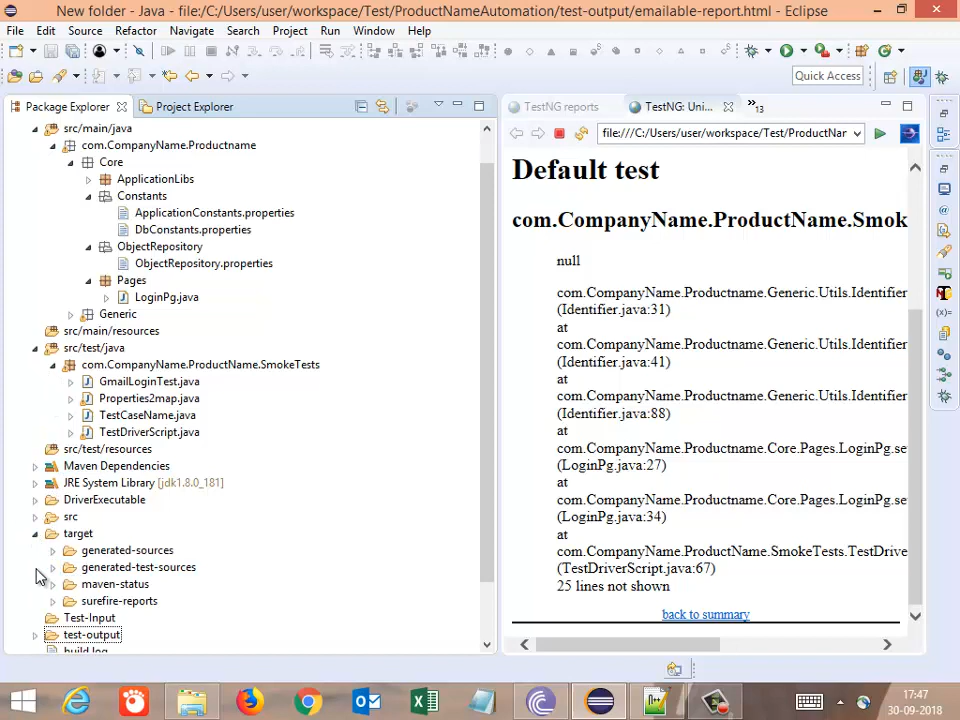 New folder - Java - file:/C:/Users/user/workspace/Test/ProductNameAutomation/test-output/emailable-report.html - Eclipse
File Edit Source Refactor Navigate Search Project Run Window Help
Quick Access
Package Explorer Project Explorer
TestNG reports TestNG: Uni... »13
file:///C:/Users/user/workspace/Test/ProductNar
src/main/java
com.CompanyName.Productname
Core
ApplicationLibs
Constants
ApplicationConstants.properties
DbConstants.properties
ObjectRepository
ObjectRepository.properties
Pages
LoginPg.java
Generic
src/main/resources
src/test/java
com.CompanyName.ProductName.SmokeTests
GmailLoginTest.java
Properties2map.java
TestCaseName.java
TestDriverScript.java
src/test/resources
Maven Dependencies
JRE System Library [jdk1.8.0_181]
DriverExecutable
src
target
generated-sources
generated-test-sources
maven-status
surefire-reports
Test-Input
test-output
build.log
Default test
com.CompanyName.ProductName.Smok
null
com.CompanyName.Productname.Generic.Utils.Identifier
(Identifier.java:31)
at
com.CompanyName.Productname.Generic.Utils.Identifier
(Identifier.java:41)
at
com.CompanyName.Productname.Generic.Utils.Identifier
(Identifier.java:88)
at
com.CompanyName.Productname.Core.Pages.LoginPg.se
(LoginPg.java:27)
at
com.CompanyName.Productname.Core.Pages.LoginPg.se
(LoginPg.java:34)
at
com.CompanyName.ProductName.SmokeTests.TestDrive
(TestDriverScript.java:67)
25 lines not shown
back to summary
17:47
30-09-2018